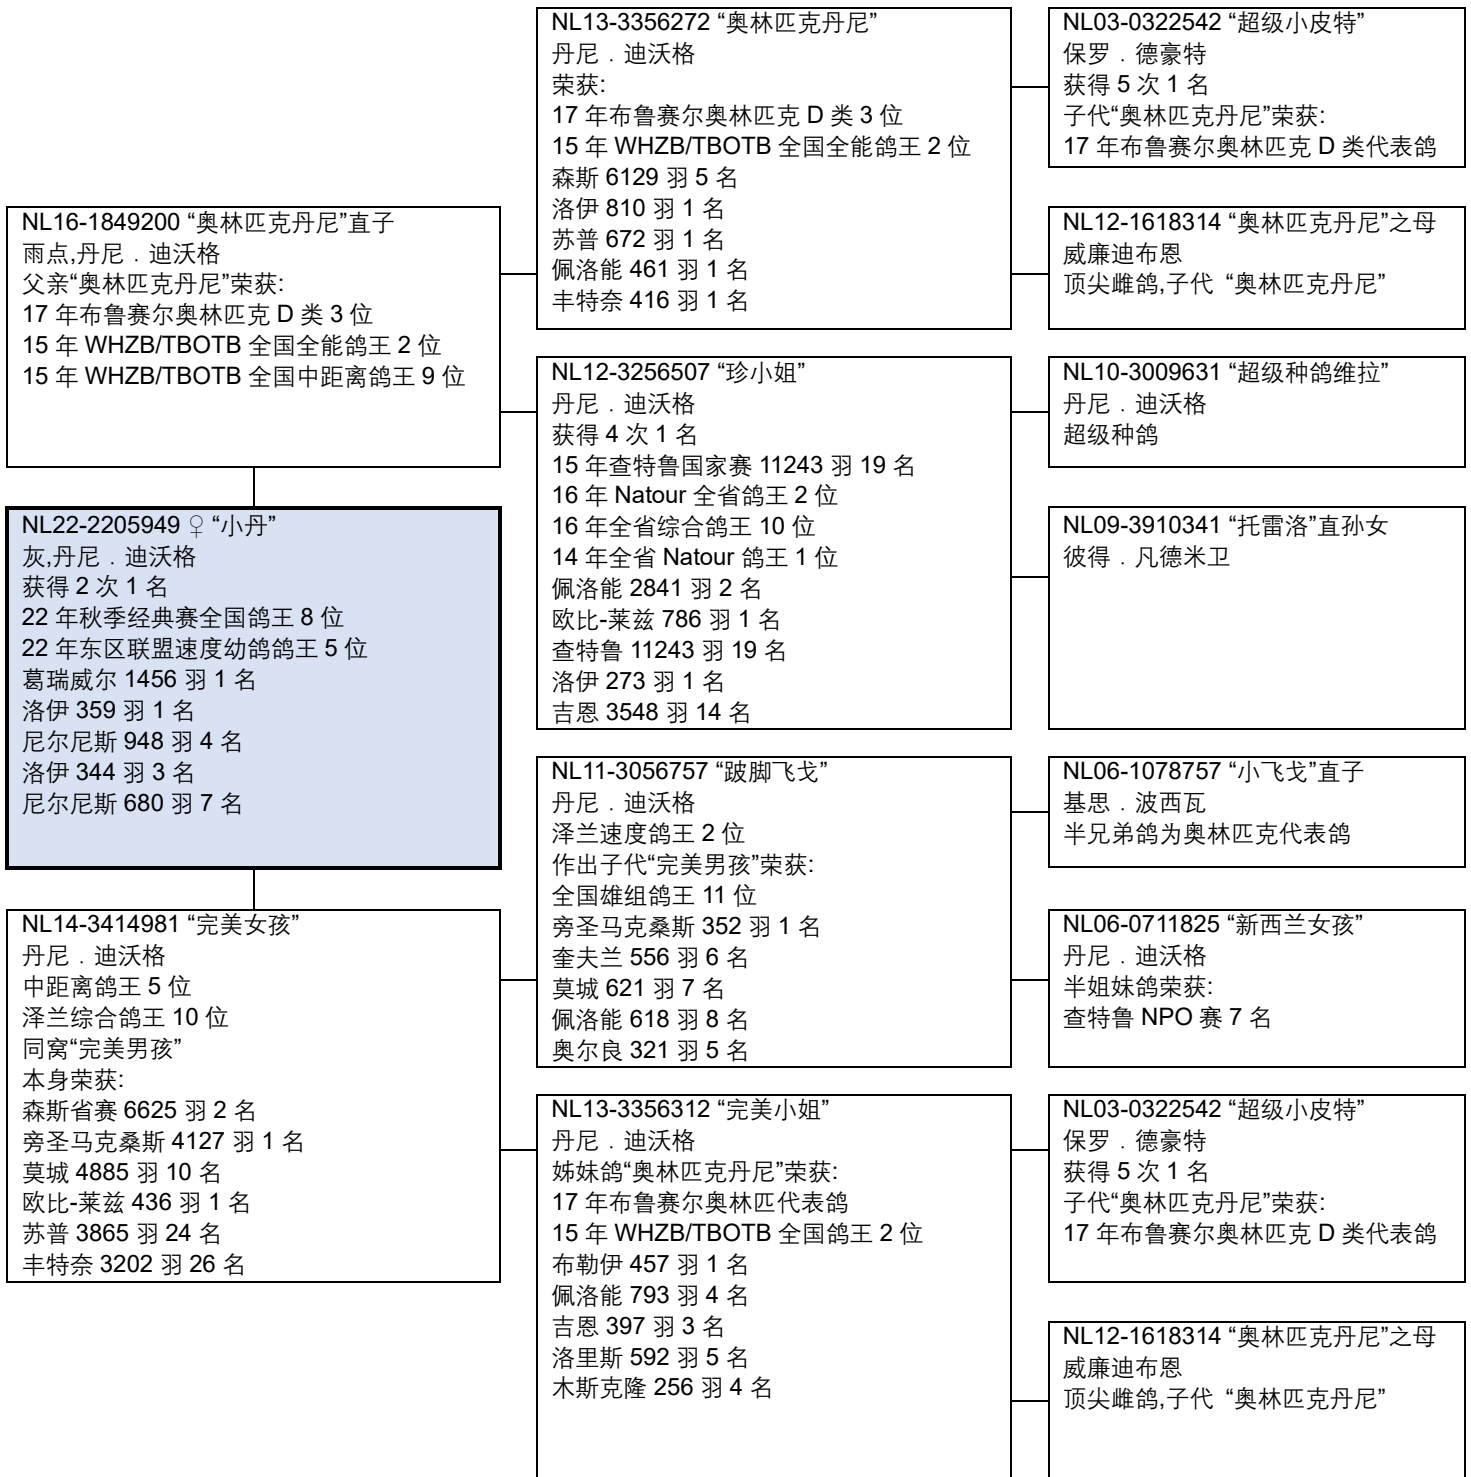 NL16-1849200 “奥林匹克丹尼”直子
雨点,丹尼．迪沃格
父亲“奥林匹克丹尼”荣获:
17 年布鲁赛尔奥林匹克 D 类 3 位
15 年 WHZB/TBOTB 全国全能鸽王 2 位
15 年 WHZB/TBOTB 全国中距离鸽王 9 位
NL22-2205949 ♀ “小丹”
灰,丹尼．迪沃格
获得 2 次 1 名
22 年秋季经典赛全国鸽王 8 位
22 年东区联盟速度幼鸽鸽王 5 位
葛瑞威尔 1456 羽 1 名
洛伊 359 羽 1 名
尼尔尼斯 948 羽 4 名
洛伊 344 羽 3 名
尼尔尼斯 680 羽 7 名
NL14-3414981 “完美女孩”
丹尼．迪沃格
中距离鸽王 5 位
泽兰综合鸽王 10 位
同窝“完美男孩”
本身荣获:
森斯省赛 6625 羽 2 名
旁圣马克桑斯 4127 羽 1 名
莫城 4885 羽 10 名
欧比-莱兹 436 羽 1 名
苏普 3865 羽 24 名
丰特奈 3202 羽 26 名
NL13-3356272 “奥林匹克丹尼”
丹尼．迪沃格
荣获:
17 年布鲁赛尔奥林匹克 D 类 3 位
15 年 WHZB/TBOTB 全国全能鸽王 2 位
森斯 6129 羽 5 名
洛伊 810 羽 1 名
苏普 672 羽 1 名
佩洛能 461 羽 1 名
丰特奈 416 羽 1 名
NL12-3256507 “珍小姐”
丹尼．迪沃格
获得 4 次 1 名
15 年查特鲁国家赛 11243 羽 19 名
16 年 Natour 全省鸽王 2 位
16 年全省综合鸽王 10 位
14 年全省 Natour 鸽王 1 位
佩洛能 2841 羽 2 名
欧比-莱兹 786 羽 1 名
查特鲁 11243 羽 19 名
洛伊 273 羽 1 名
吉恩 3548 羽 14 名
NL11-3056757 “跛脚飞戈”
丹尼．迪沃格
泽兰速度鸽王 2 位
作出子代“完美男孩”荣获:
全国雄组鸽王 11 位
旁圣马克桑斯 352 羽 1 名
奎夫兰 556 羽 6 名
莫城 621 羽 7 名
佩洛能 618 羽 8 名
奥尔良 321 羽 5 名
NL13-3356312 “完美小姐”
丹尼．迪沃格
姊妹鸽“奥林匹克丹尼”荣获:
17 年布鲁赛尔奥林匹代表鸽
15 年 WHZB/TBOTB 全国鸽王 2 位
布勒伊 457 羽 1 名
佩洛能 793 羽 4 名
吉恩 397 羽 3 名
洛里斯 592 羽 5 名
木斯克隆 256 羽 4 名
NL03-0322542 “超级小皮特”
保罗．德豪特
获得 5 次 1 名
子代“奥林匹克丹尼”荣获:
17 年布鲁赛尔奥林匹克 D 类代表鸽
NL12-1618314 “奥林匹克丹尼”之母
威廉迪布恩
顶尖雌鸽,子代 “奥林匹克丹尼”
NL10-3009631 “超级种鸽维拉”
丹尼．迪沃格
超级种鸽
NL09-3910341 “托雷洛”直孙女
彼得．凡德米卫
NL06-1078757 “小飞戈”直子
基思．波西瓦
半兄弟鸽为奥林匹克代表鸽
NL06-0711825 “新西兰女孩”
丹尼．迪沃格
半姐妹鸽荣获:
查特鲁 NPO 赛 7 名
NL03-0322542 “超级小皮特”
保罗．德豪特
获得 5 次 1 名
子代“奥林匹克丹尼”荣获:
17 年布鲁赛尔奥林匹克 D 类代表鸽
NL12-1618314 “奥林匹克丹尼”之母
威廉迪布恩
顶尖雌鸽,子代 “奥林匹克丹尼”